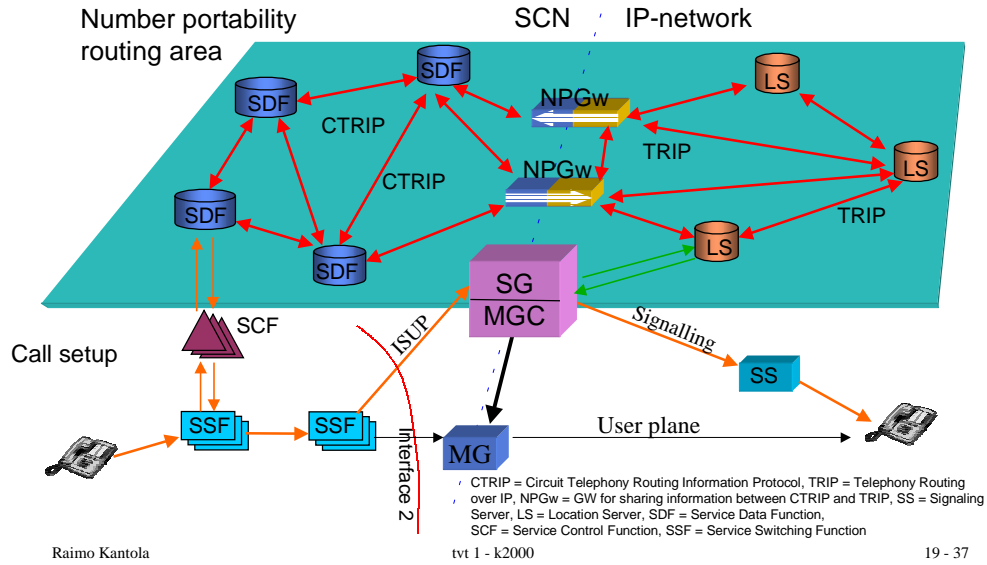 Number portability
routing area
SCN
IP-network
SDF
SDF
NPGw
LS
CTRIP
TRIP
CTRIP
NPGw
LS
SDF
TRIP
SDF
LS
SG
MGC
SCF
ISUP
Signalling
Call setup
SS
SSF
SSF
Interface 2
User plane
MG
CTRIP = Circuit Telephony Routing Information Protocol, TRIP = Telephony Routing
over IP, NPGw = GW for sharing information between CTRIP and TRIP, SS = Signaling
Server, LS = Location Server, SDF = Service Data Function,
SCF = Service Control Function, SSF = Service Switching Function
Raimo Kantola
tvt 1 - k2000
19 - 37